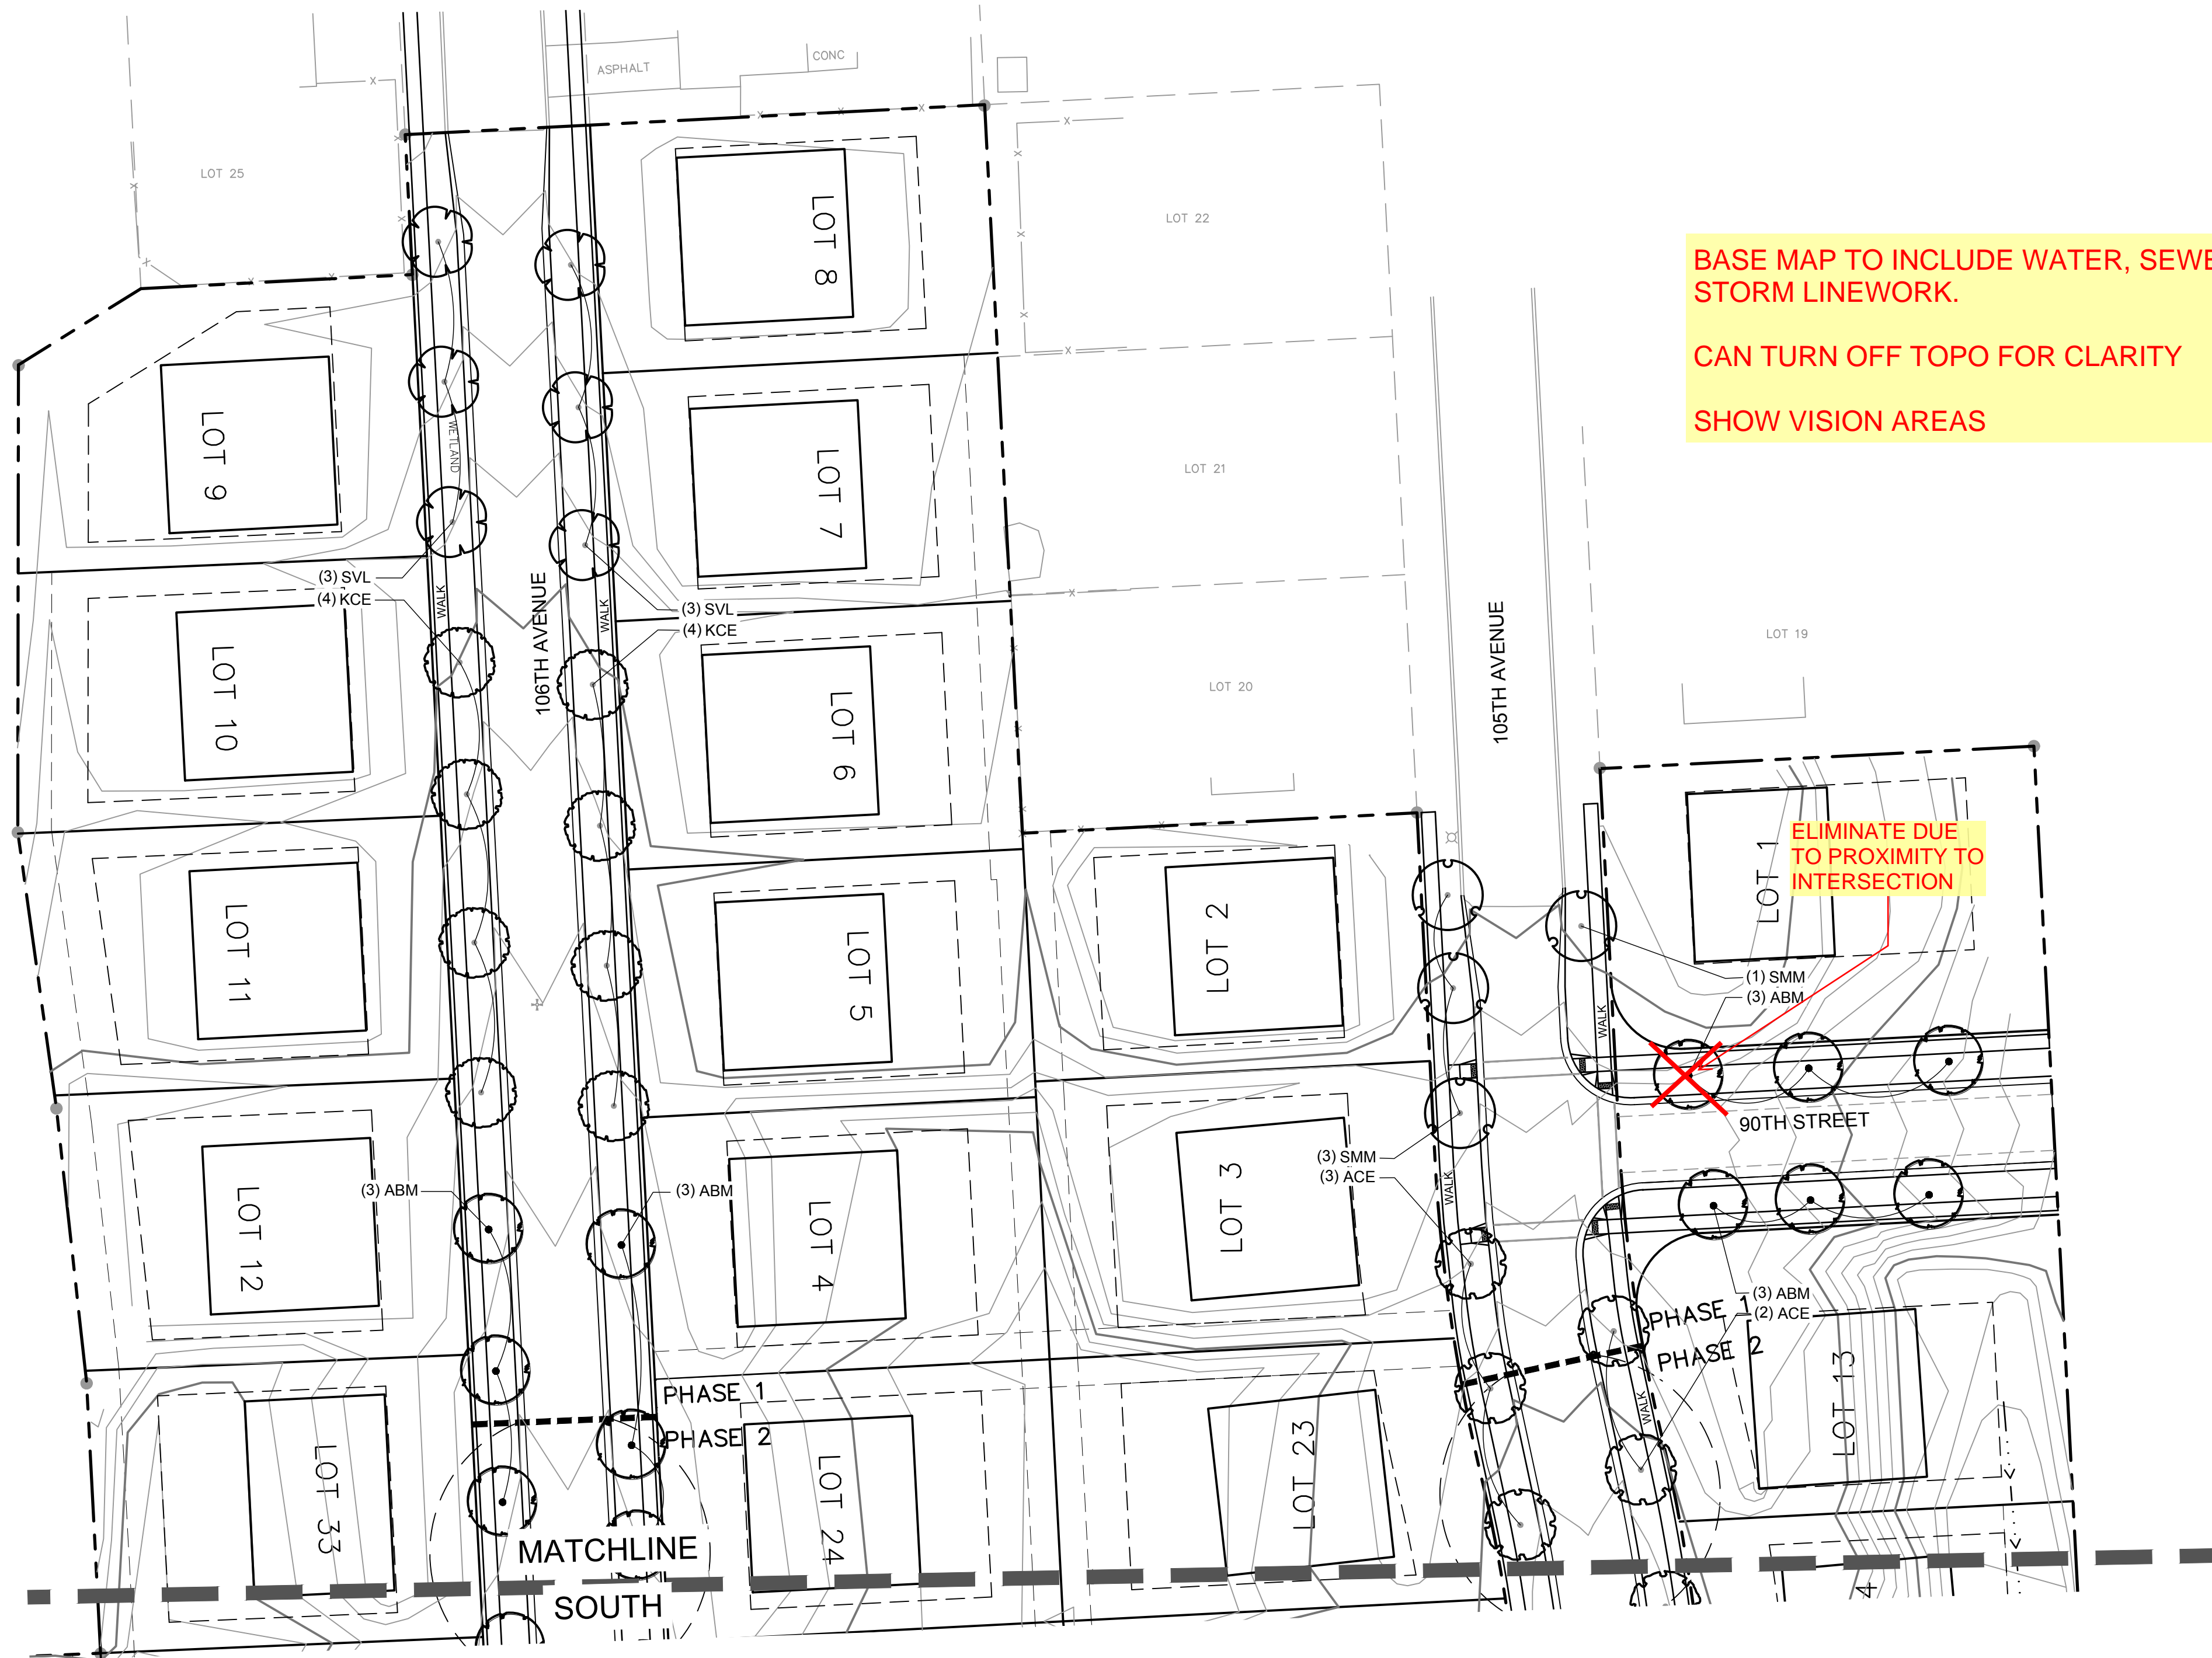 ASPHALT
CONC
LOT 25
LOT 8
LOT 22
BASE MAP TO INCLUDE WATER, SEWE
STORM LINEWORK.
CAN TURN OFF TOPO FOR CLARITY
SHOW VISION AREAS
LOT 9
WETLAND
LOT 7
LOT 21
(3) SVL
(4) KCE
WALK
106TH AVENUE
WALK
(3) SVL
(4) KCE
LOT 10
LOT 6
LOT 20
105TH AVENUE
LOT 19
LOT 11
LOT 5
LOT 2
LOT 1
ELIMINATE DUE
TO PROXIMITY TO
INTERSECTION
(1) SMM
(3) ABM
WALK
90TH STREET
LOT 12
(3) ABM
(3) ABM
LOT 4
LOT 3
(3) SMM
(3) ACE
WALK
(3) ABM
(2) ACE
PHASE 1
PHASE 2
PHASE 1
PHASE 2
WALK
LOT 13
LOT 33
LOT 24
LOT 23
MATCHLINE
SOUTH
4